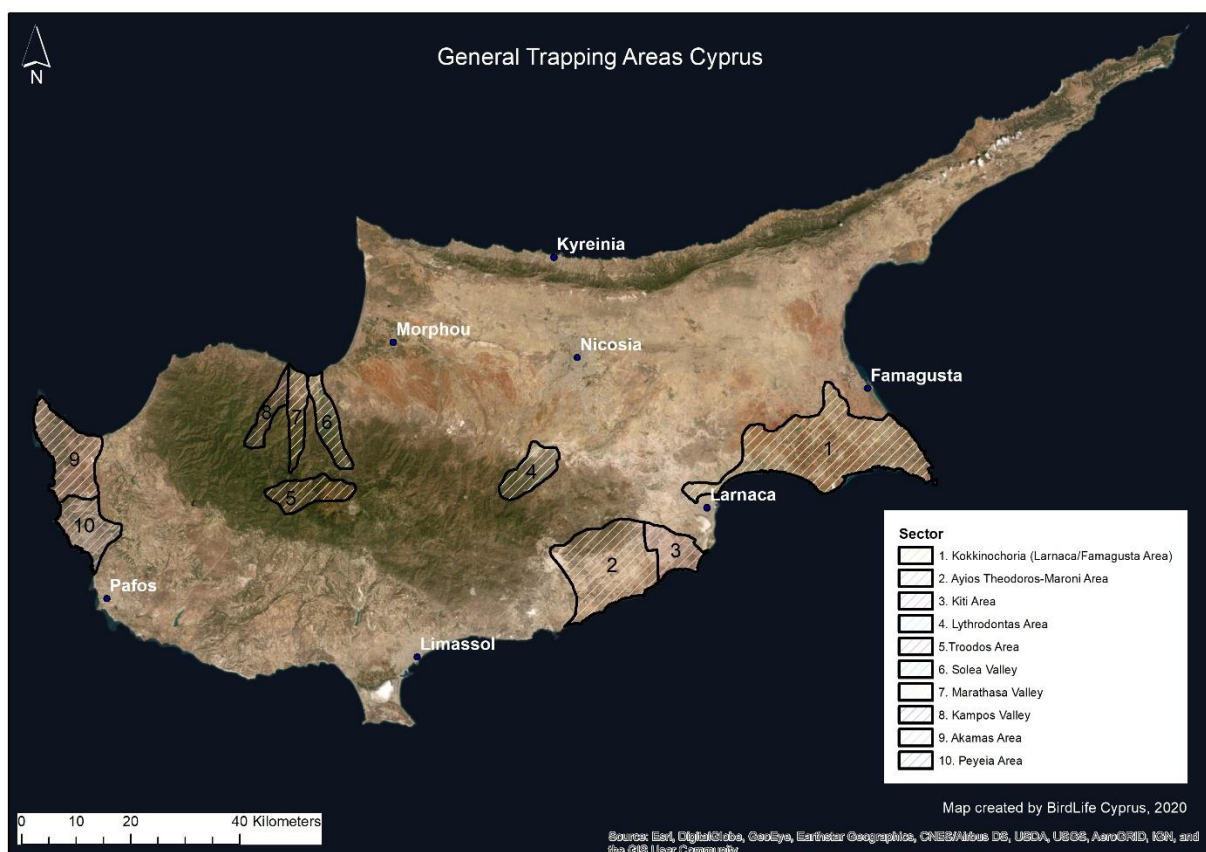 General Trapping Areas Cyprus
N
Kyreinia
Morphou
Nicosia
Famagusta
8
7
6
1
9
4
5
Larnaca
10
3
2
Pafos
Limassol
Sector
1. Kokkinochoria (Larnaca/Famagusta Area)
2. Ayios Theodoros-Maroni Area
3. Kiti Area
4. Lythrodontas Area
5.Troodos Area
6. Solea Valley
7. Marathasa Valley
8. Kampos Valley
9. Akamas Area
10. Peyeia Area
Map created by BirdLife Cyprus, 2020
0 10 20 40 Kilometers
Source: Esri, DigitalGlobe, GeoEye, Earthstar Geographics, CNES/Airbus DS, USDA, USGS, AeroGRID, IGN, and
the GIS User Community